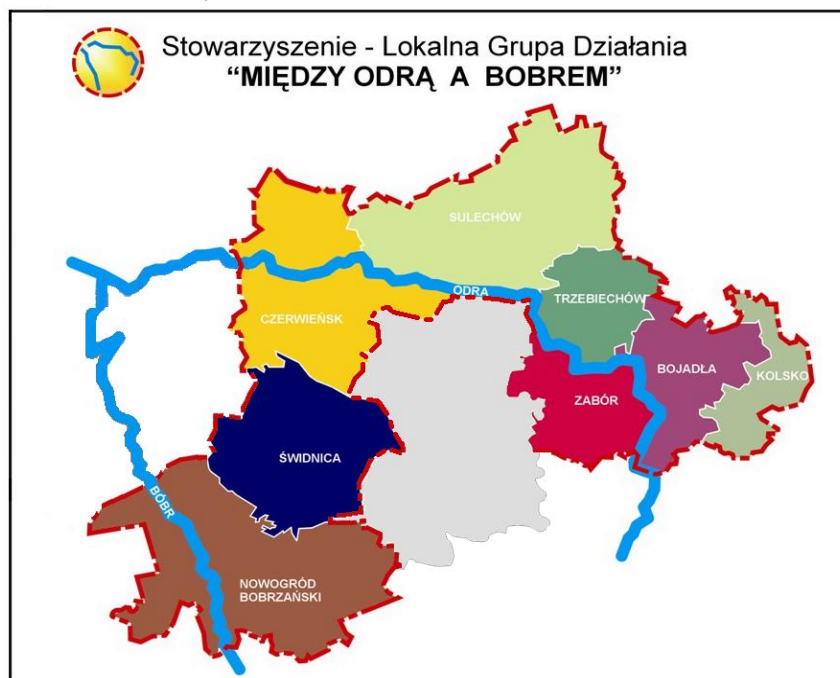 Stowarzyszenie - Lokalna Grupa Działania
“MIĘDZY ODRĄ A BOBREM”
SULECHÓW
ODRA
TRZEBIECHÓW
CZERWIEŃSK
BOJADŁA
KOLSKO
ZABÓR
ŚWIDNICA
BÓBR
NOWOGRÓD
BOBRZAŃSKI